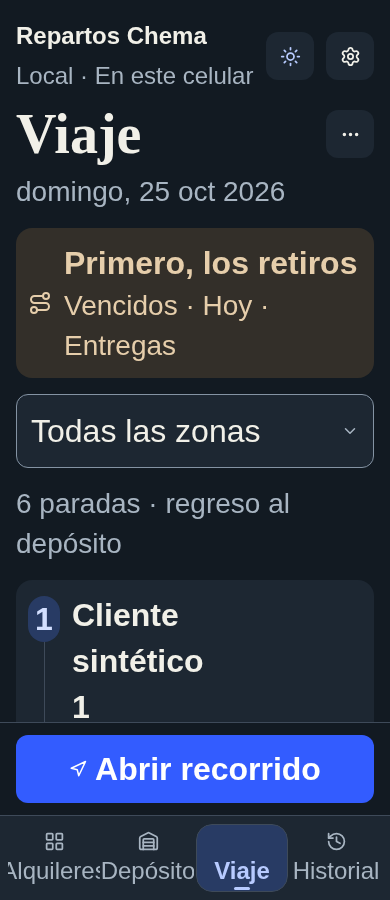 Repartos Chema
Local · En este celular
Viaje
domingo, 25 oct 2026
Primero, los retiros
Vencidos · Hoy ·
Entregas
Todas las zonas
6 paradas · regreso al
depósito
1
Cliente
sintético
1
Abrir recorrido
Alquileres
Depósito
Viaje
Historial